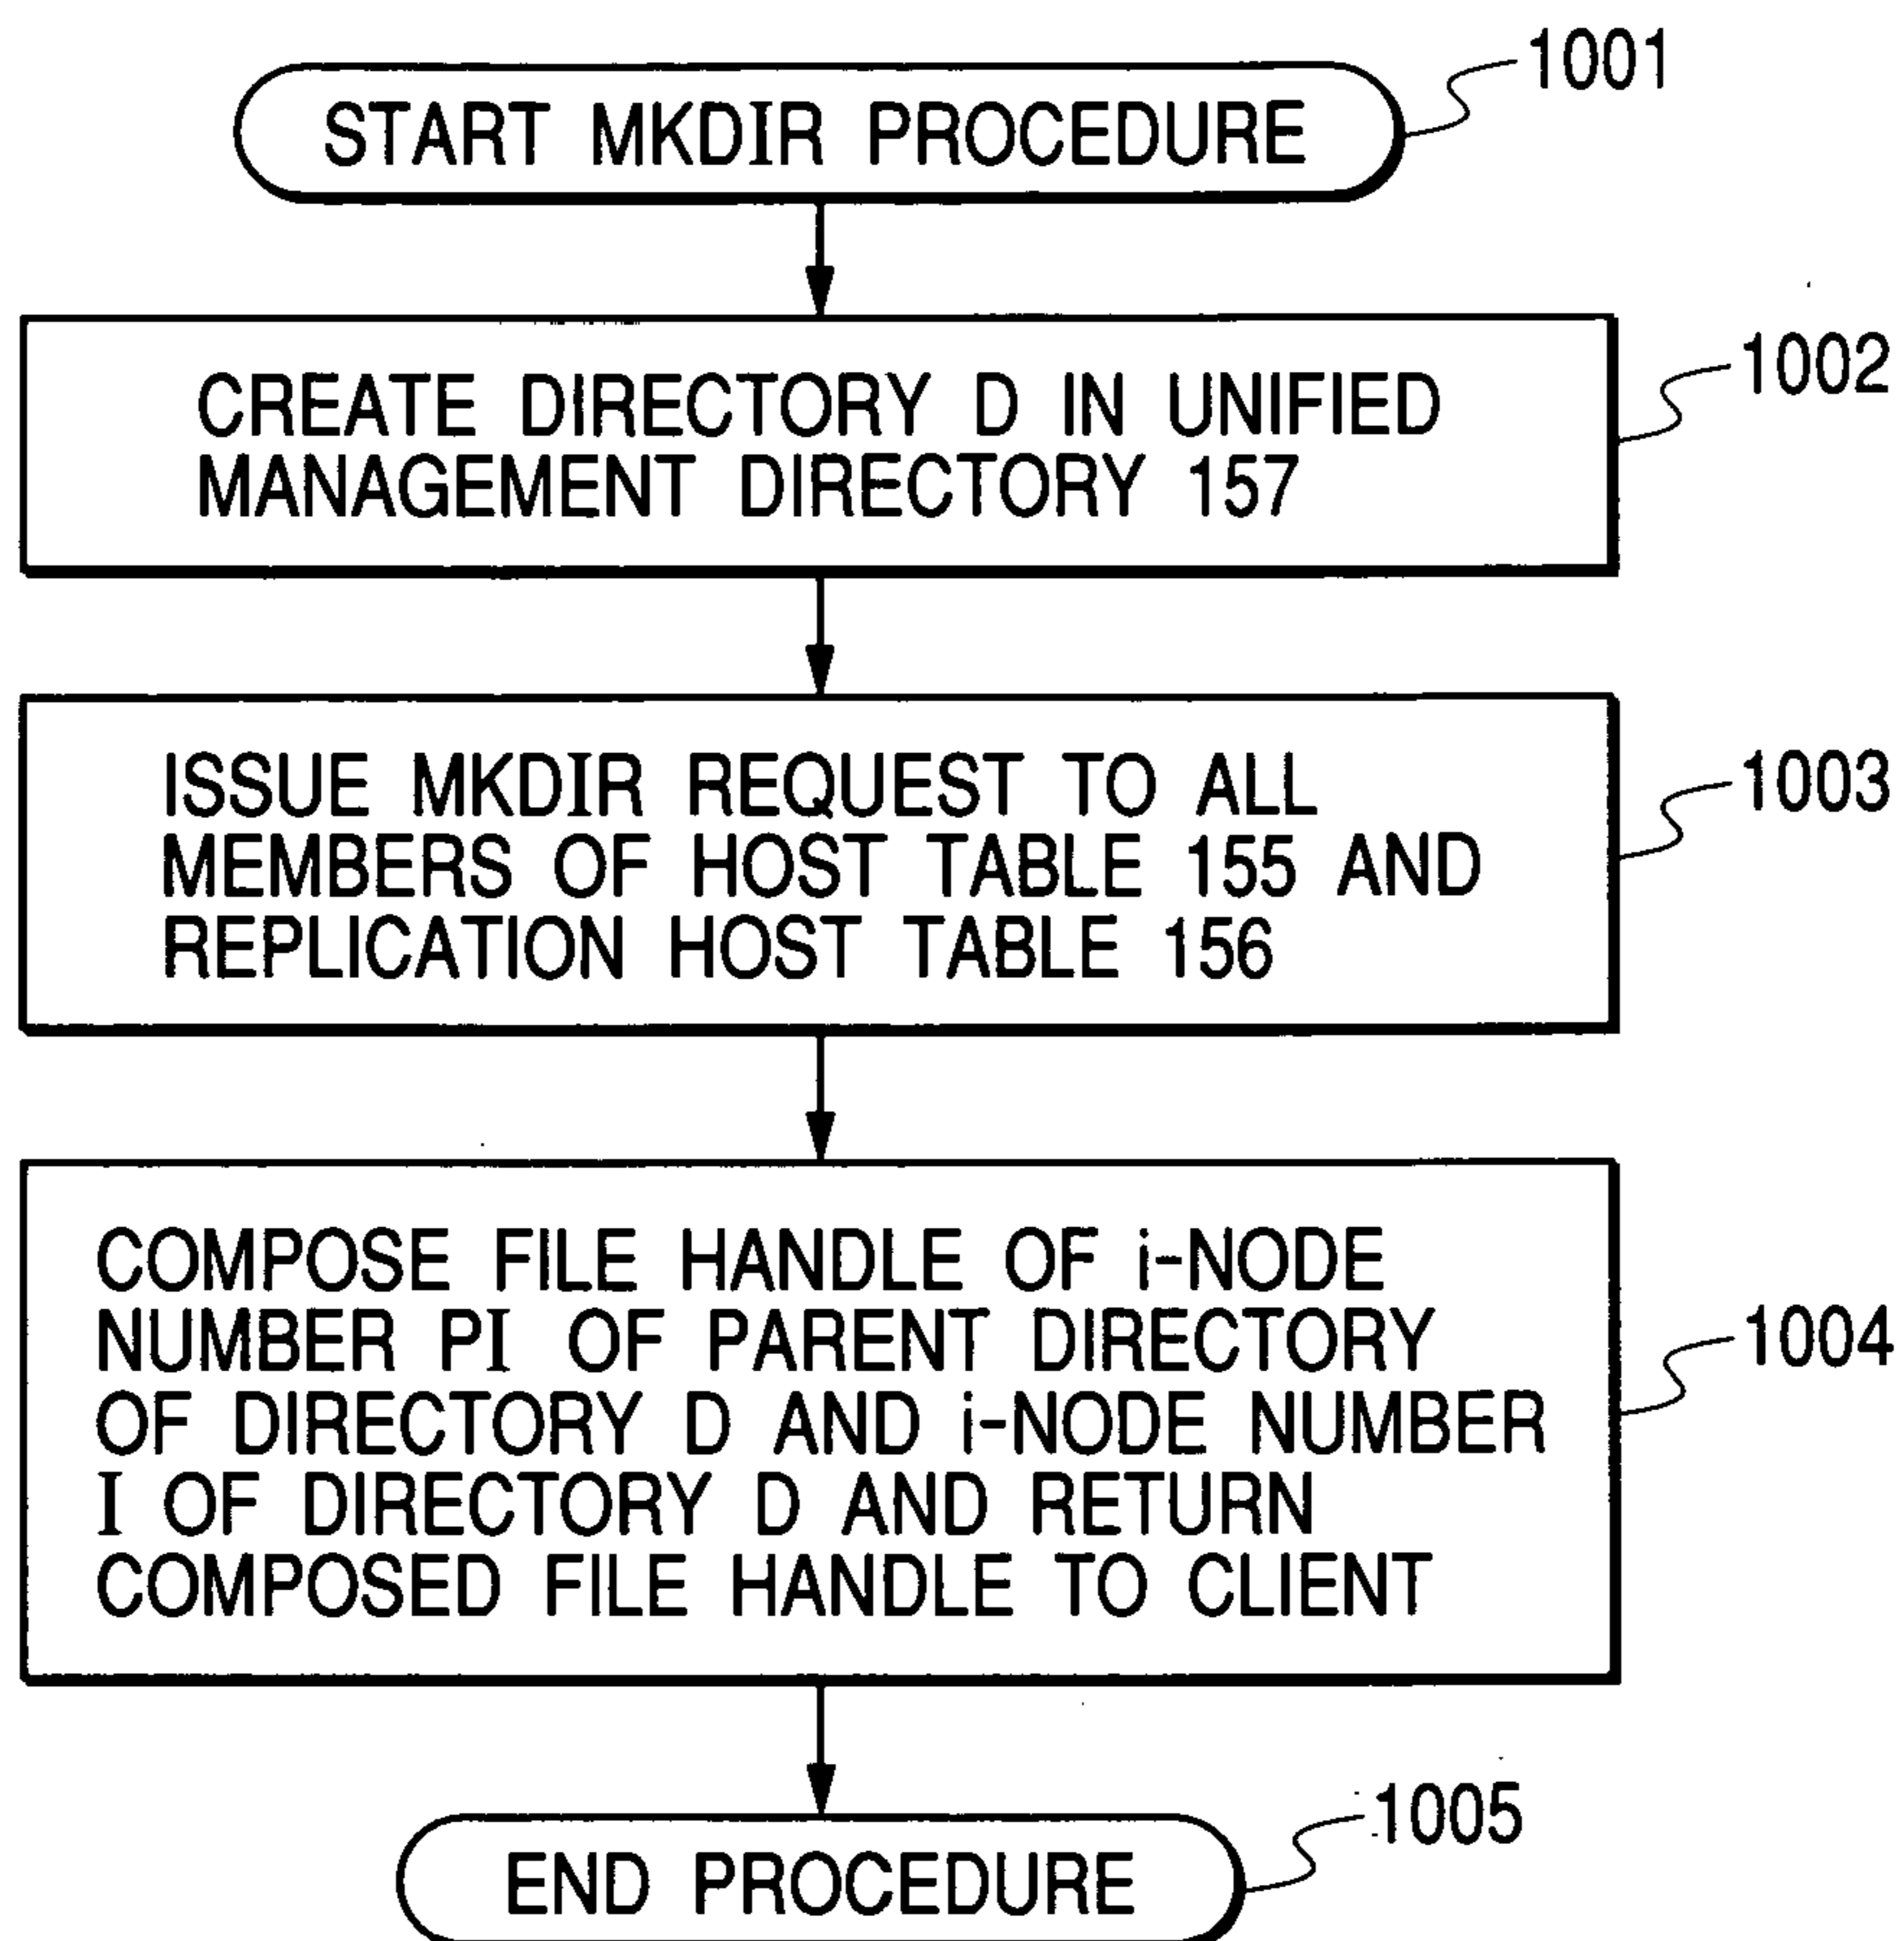 1001
START MKDIR PROCEDURE
1002
CREATE DIRECTORY D IN UNIFIED
MANAGEMENT DIRECTORY 157
1003
ISSUE MKDIR REQUEST TO ALL
MEMBERS OF HOST TABLE 155 AND
REPLICATION HOST TABLE 156
1004
COMPOSE FILE HANDLE OF i-NODE
NUMBER PI OF PARENT DIRECTORY
OF DIRECTORY D AND i-NODE NUMBER
I OF DIRECTORY D AND RETURN
COMPOSED FILE HANDLE TO CLIENT
1005
END PROCEDURE